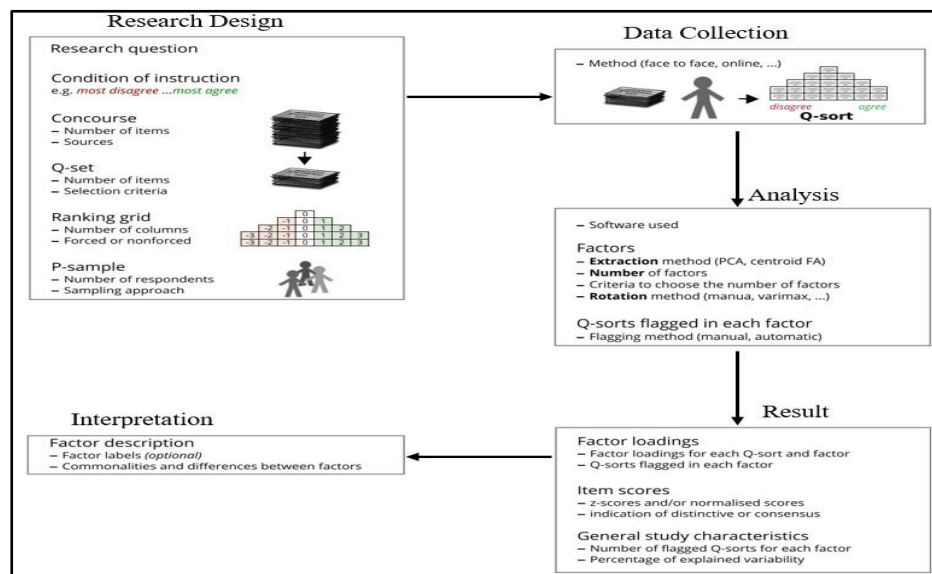 Research Design
Research question
Condition of instruction
e.g. most disagree ...most agree
Concourse
– Number of items
– Sources
Q-set
– Number of items
– Selection criteria
Ranking grid
– Number of columns
– Forced or nonforced
0
-1 0 1
-2 -1 0 1 2
-3 -2 -1 0 1 2 3
-3 -2 -1 0 1 2 3
P-sample
– Number of respondents
– Sampling approach
Data Collection
– Method (face to face, online, ...)
disagree agree
Q-sort
Analysis
– Software used
Factors
– Extraction method (PCA, centroid FA)
– Number of factors
– Criteria to choose the number of factors
– Rotation method (manua, varimax, ...)
Q-sorts flagged in each factor
– Flagging method (manual, automatic)
Result
Factor loadings
– Factor loadings for each Q-sort and factor
– Q-sorts flagged in each factor
Item scores
– z-scores and/or normalised scores
– indication of distinctive or consensus
General study characteristics
– Number of flagged Q-sorts for each factor
– Percentage of explained variability
Interpretation
Factor description
– Factor labels (optional)
– Commonalities and differences between factors